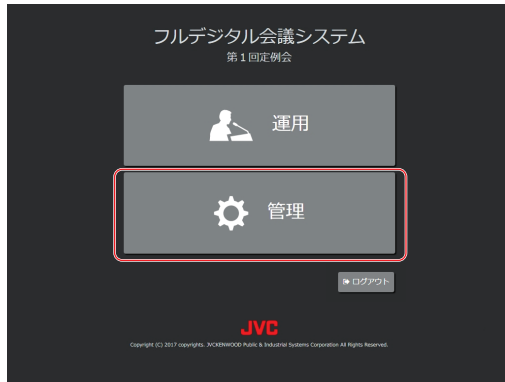 フルデジタル会議システム
第1回定例会
運用
管理
ログアウト
JVC
Copyright (C) 2017 copyrights. JVCKENWOOD Public & Industrial Systems Corporation All Rights Reserved.